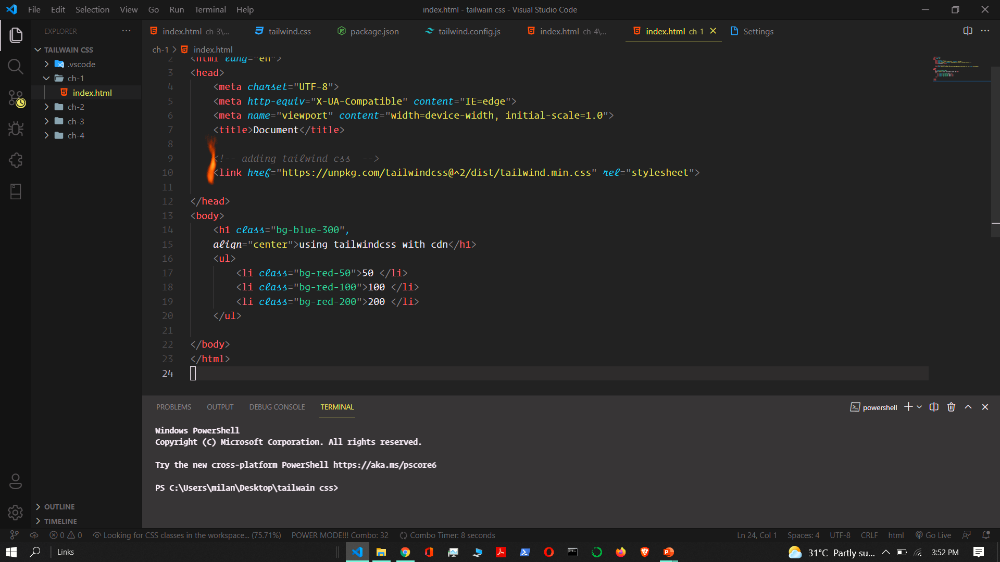 File Edit Selection View Go Run Terminal Help
index.html - tailwain css - Visual Studio Code
EXPLORER
TAILWAIN CSS
.vscode
ch-1
index.html
ch-2
ch-3
ch-4
OUTLINE
TIMELINE
index.html ch-3\... tailwind.css package.json tailwind.config.js index.html ch-4\... index.html ch-1 Settings
ch-1 > index.html
2 <html lang="en">
3 <head>
4 <meta charset="UTF-8">
5 <meta http-equiv="X-UA-Compatible" content="IE=edge">
6 <meta name="viewport" content="width=device-width, initial-scale=1.0">
7 <title>Document</title>
8
9 <!-- adding tailwind css  -->
10 <link href="https://unpkg.com/tailwindcss@^2/dist/tailwind.min.css" rel="stylesheet">
11
12 </head>
13 <body>
14 <h1 class="bg-blue-300",
15 align="center">using tailwindcss with cdn</h1>
16 <ul>
17 <li class="bg-red-50">50 </li>
18 <li class="bg-red-100">100 </li>
19 <li class="bg-red-200">200 </li>
20 </ul>
21
22 </body>
23 </html>
24
PROBLEMS OUTPUT DEBUG CONSOLE TERMINAL
powershell
Windows PowerShell
Copyright (C) Microsoft Corporation. All rights reserved.
Try the new cross-platform PowerShell https://aka.ms/pscore6
PS C:\Users\milan\Desktop\tailwain css>
0 0 Looking for CSS classes in the workspace... (75.71%) POWER MODE!!! Combo: 32 Combo Timer: 8 seconds Ln 24, Col 1 Spaces: 4 UTF-8 CRLF html Go Live
Links 31°C Partly su... 3:52 PM